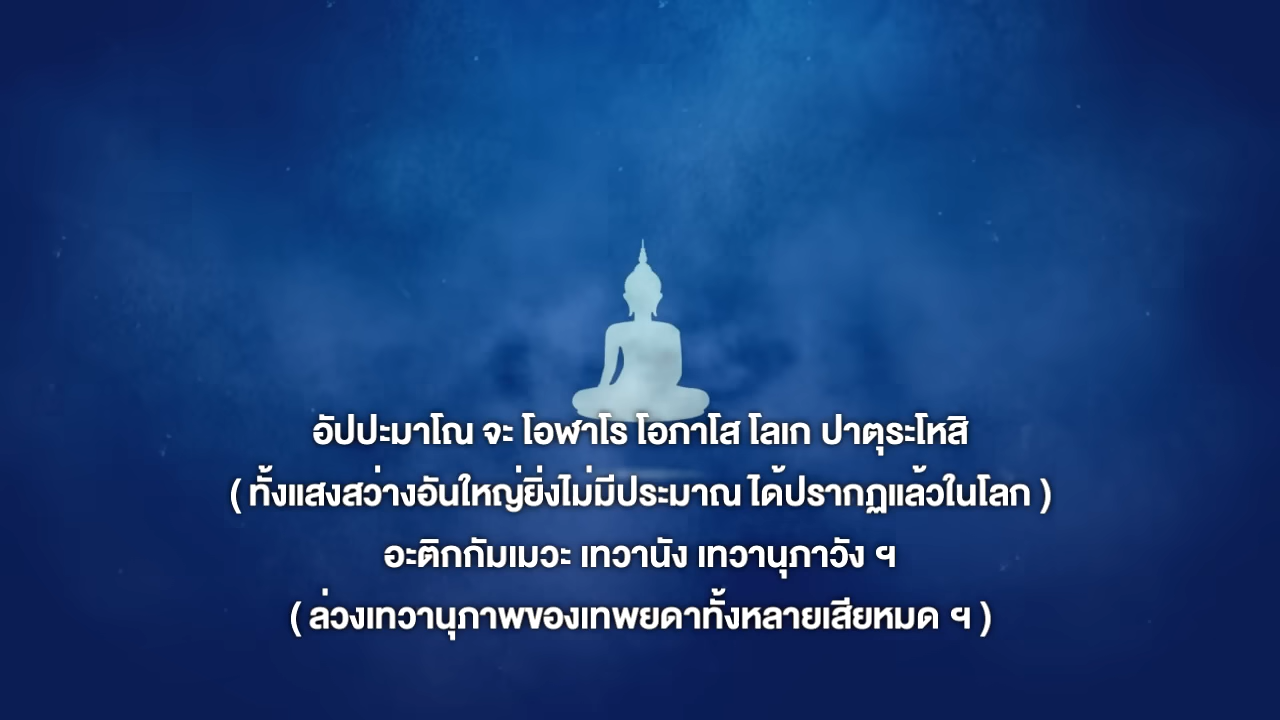 อัปปะมาโณ จะ โอฬาโร โอภาโส โลเก ปาตุระโหสิ
( ทั้งแสงสว่างอันใหญ่ยิ่งไม่มีประมาณ ได้ปรากฏแล้วในโลก )
อะติกกัมเมวะ เทวานัง เทวานุภาวัง ฯ
( ล่วงเทวานุภาพของเทพยดาทั้งหลายเสียหมด ฯ )